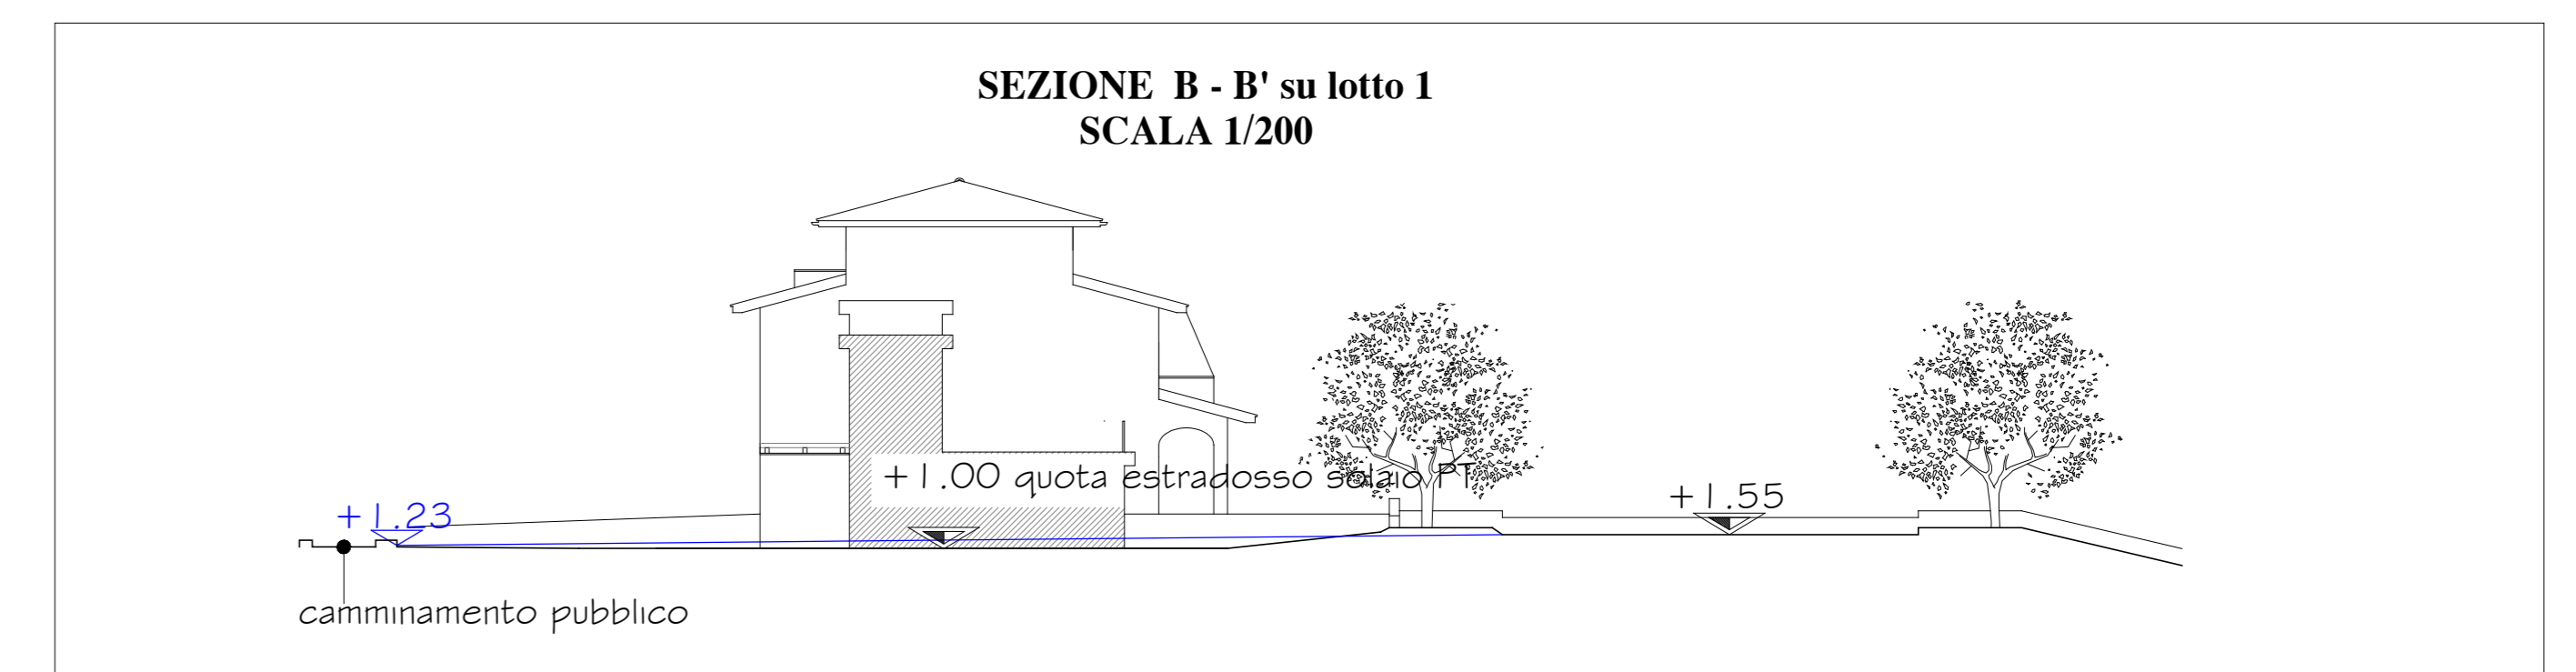 SEZIONE B - B' su lotto 1
SCALA 1/200
+1.00 quota estradosso solaio PT
+1.55
+1.23
camminamento pubblico